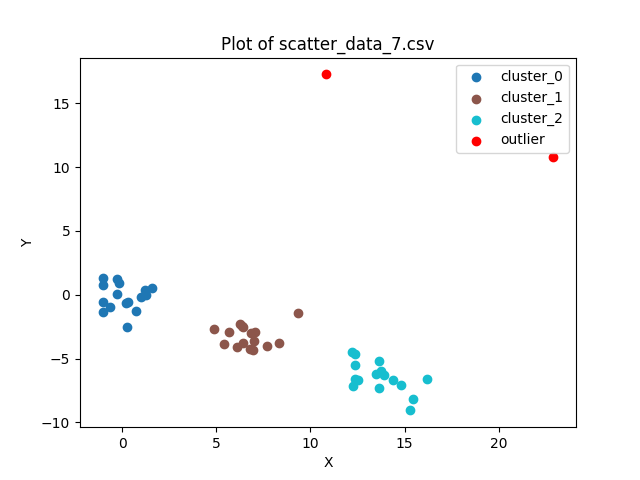 Plot of scatter_data_7.csv
cluster_0
cluster_1
cluster_2
outlier
15
10
5
0
−5
−10
Y
0
5
10
15
20
X